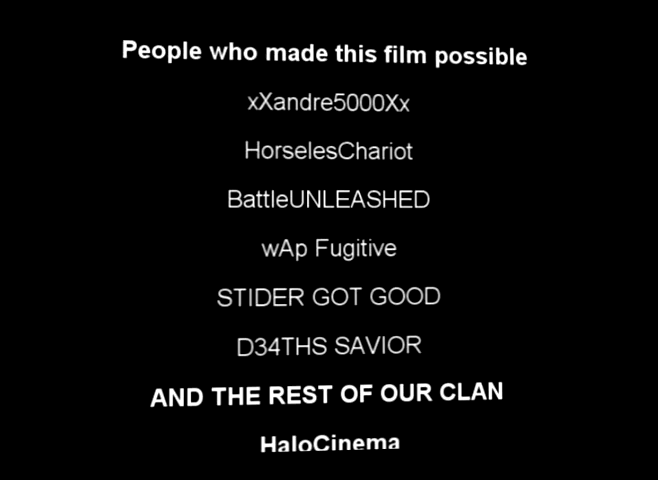 People who made this film possible
xXandre5000Xx
HorselesChariot
BattleUNLEASHED
wAp Fugitive
STIDER GOT GOOD
D34THS SAVIOR
AND THE REST OF OUR CLAN
HaloCinema